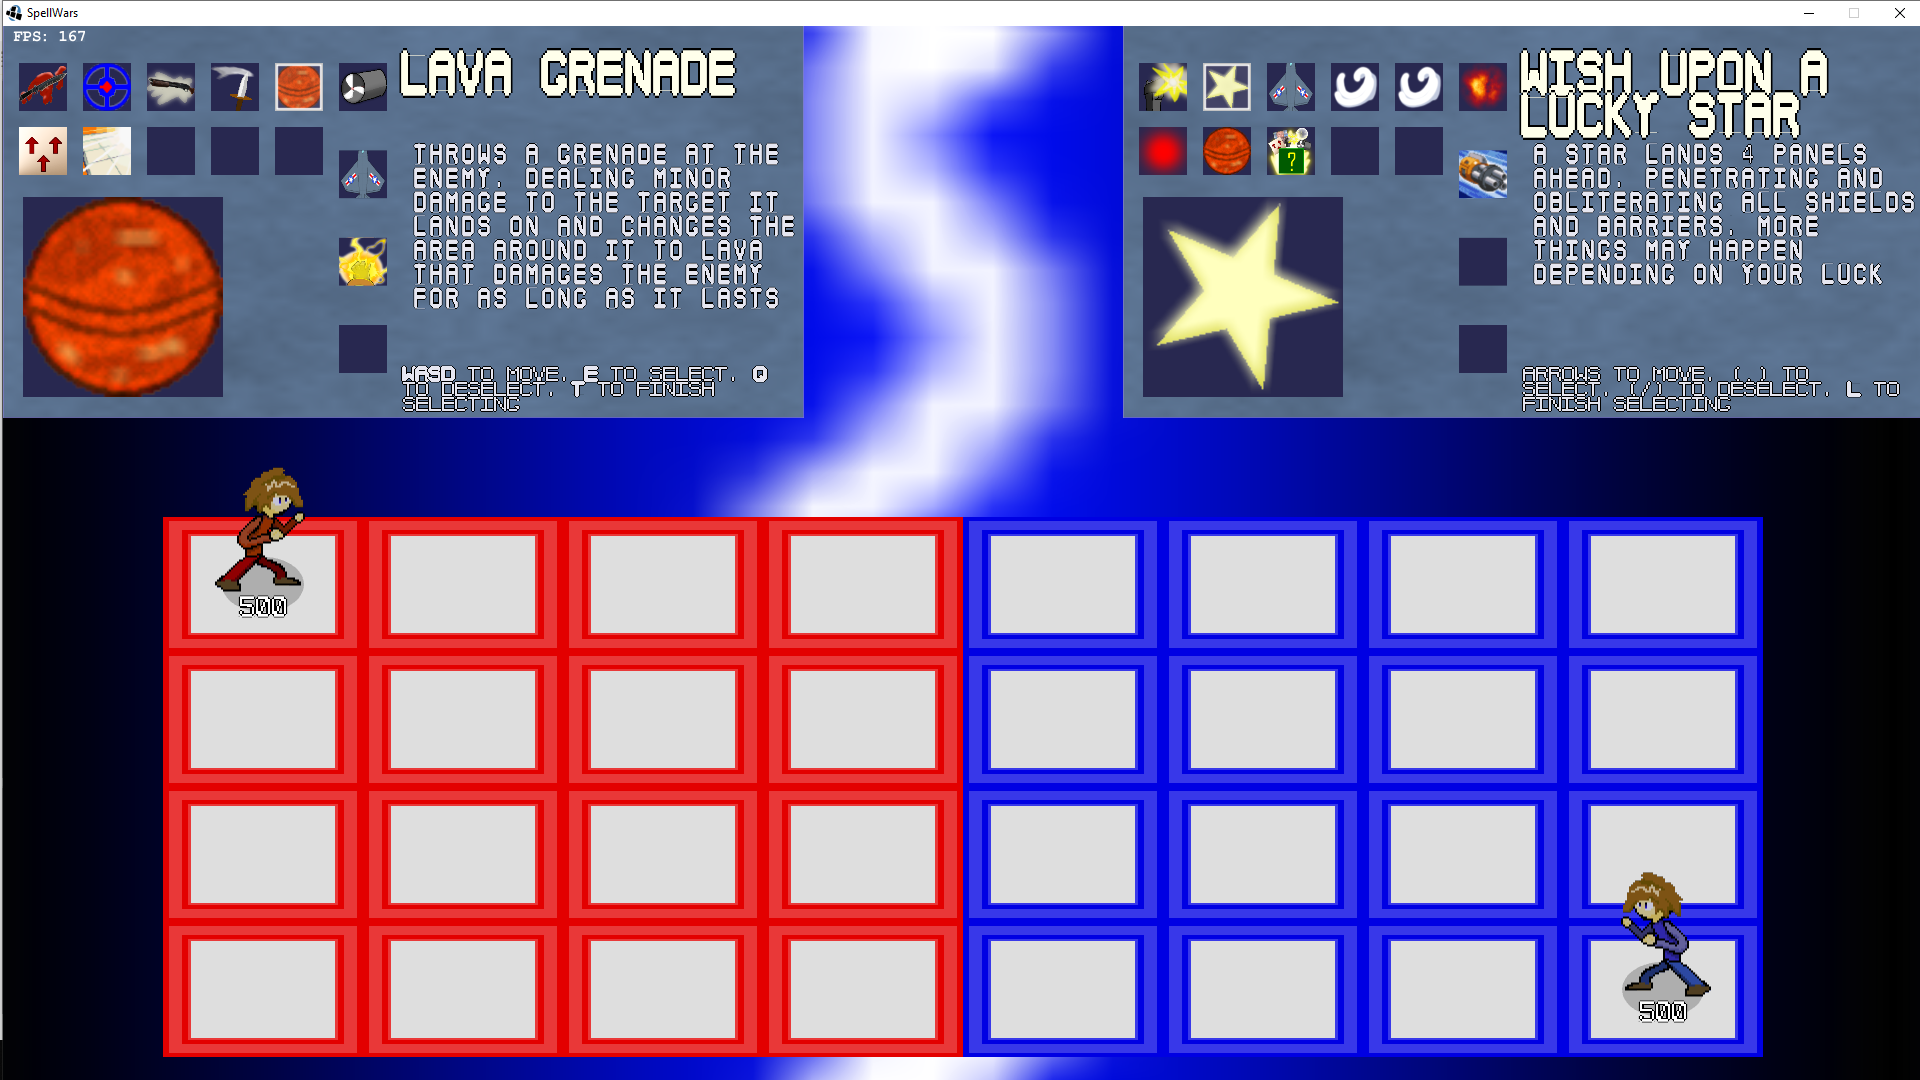 SpellWars
FPS: 167
LAVA GRENADE
THROWS A GRENADE AT THE
ENEMY, DEALING MINOR
DAMAGE TO THE TARGET IT
LANDS ON AND CHANGES THE
AREA AROUND IT TO LAVA
THAT DAMAGES THE ENEMY
FOR AS LONG AS IT LASTS
WASD TO MOVE, E TO SELECT, Q
TO DESELECT, T TO FINISH
SELECTING
WISH UPON A
LUCKY STAR
A STAR LANDS 4 PANELS
AHEAD, PENETRATING AND
OBLITERATING ALL SHIELDS
AND BARRIERS. MORE
THINGS MAY HAPPEN
DEPENDING ON YOUR LUCK
ARROWS TO MOVE, (.) TO
SELECT, (/) TO DESELECT, L TO
FINISH SELECTING
?
500
500